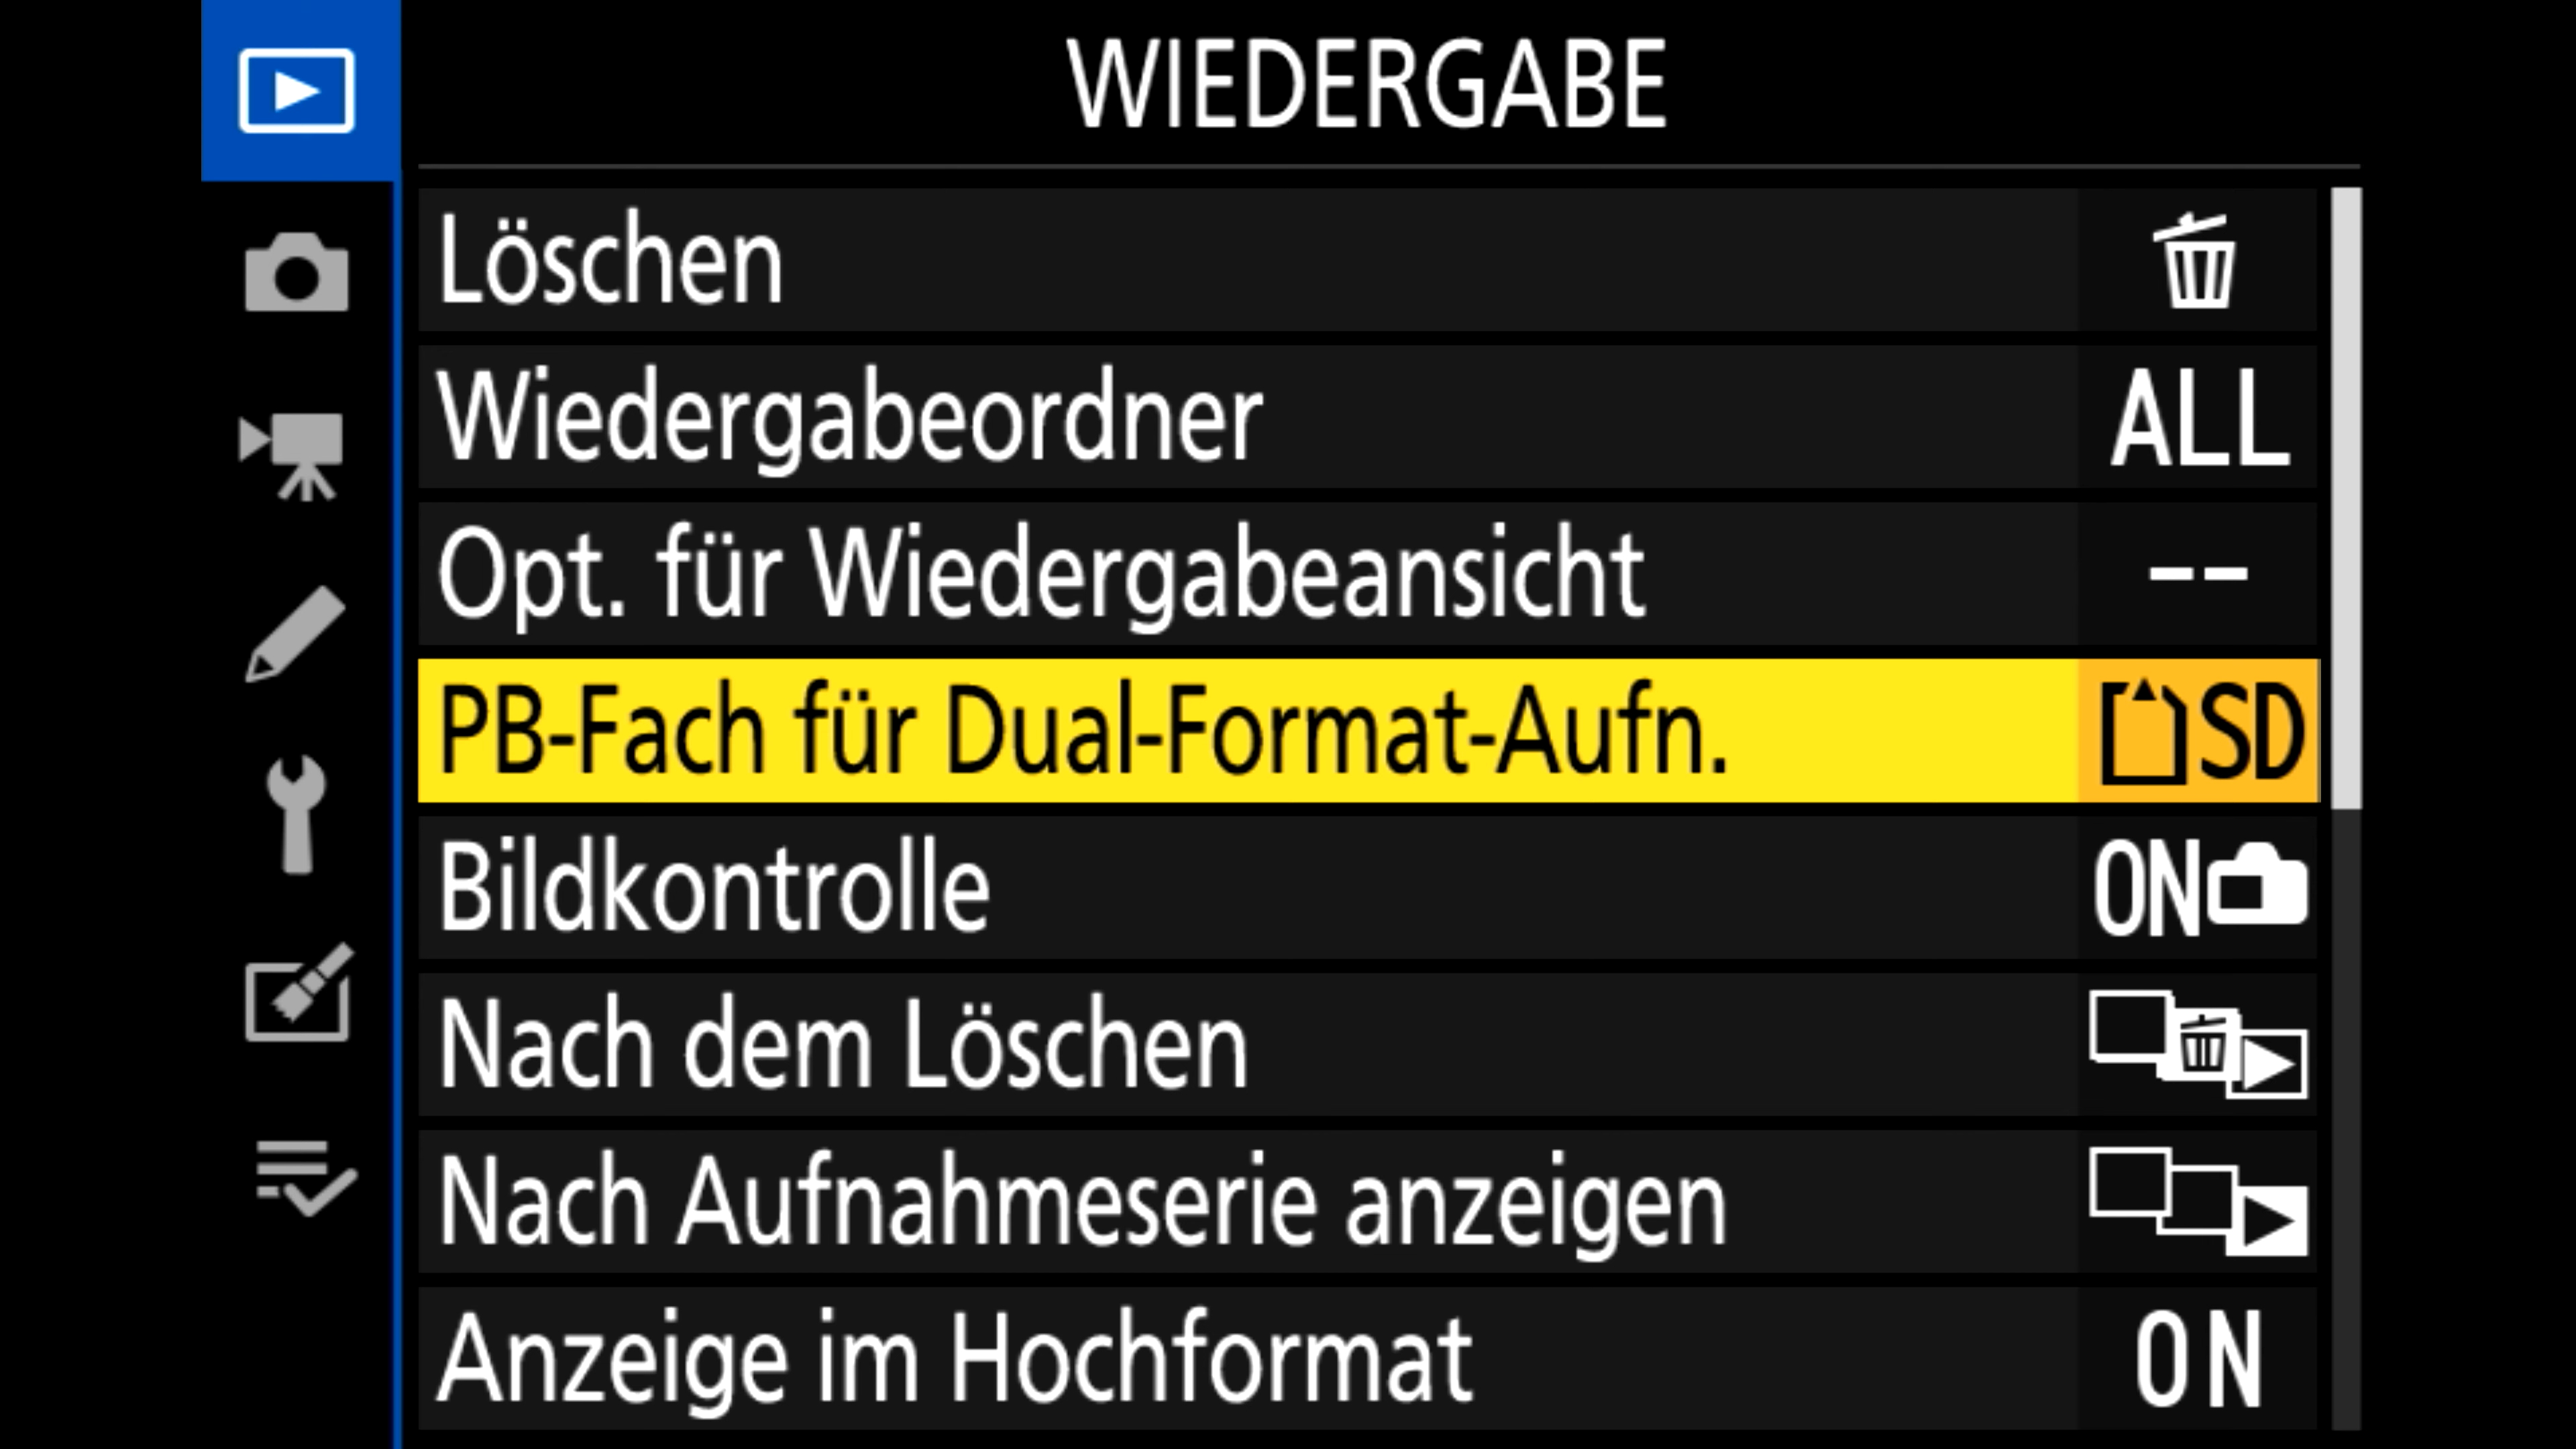 WIEDERGABE
Löschen
Wiedergabeordner ALL
Opt. für Wiedergabeansicht --
PB-Fach für Dual-Format-Aufn. SD
Bildkontrolle ON
Nach dem Löschen
Nach Aufnahmeserie anzeigen
Anzeige im Hochformat ON